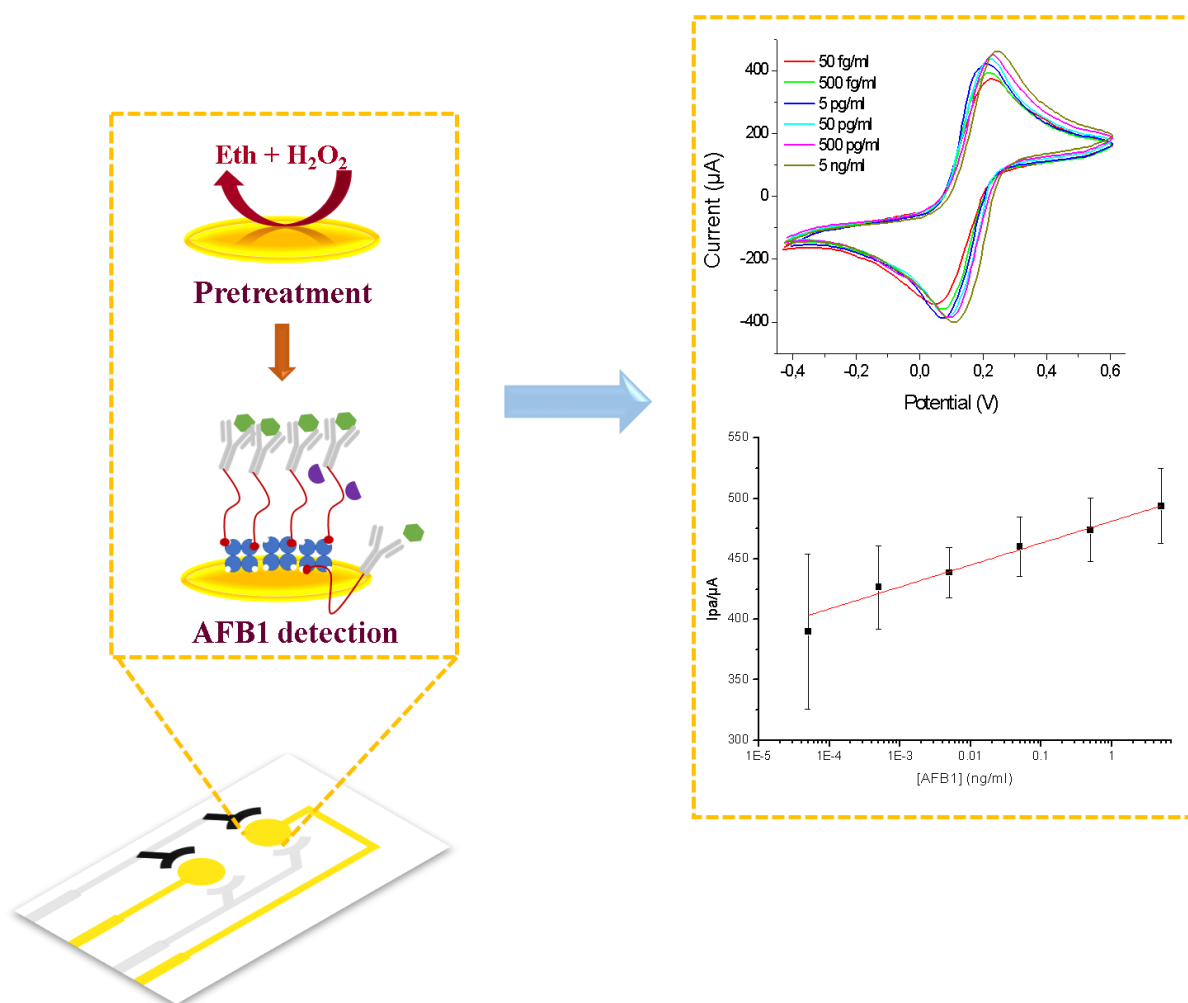 Eth + H₂O₂
Pretreatment
AFB1 detection
50 fg/ml
500 fg/ml
5 pg/ml
50 pg/ml
500 pg/ml
5 ng/ml
400
200
0
-200
-400
Current (µA)
-0,4 -0,2 0,0 0,2 0,4 0,6
Potential (V)
550
500
450
400
350
300
Ipa/µA
1E-5 1E-4 1E-3 0.01 0.1 1
[AFB1] (ng/ml)